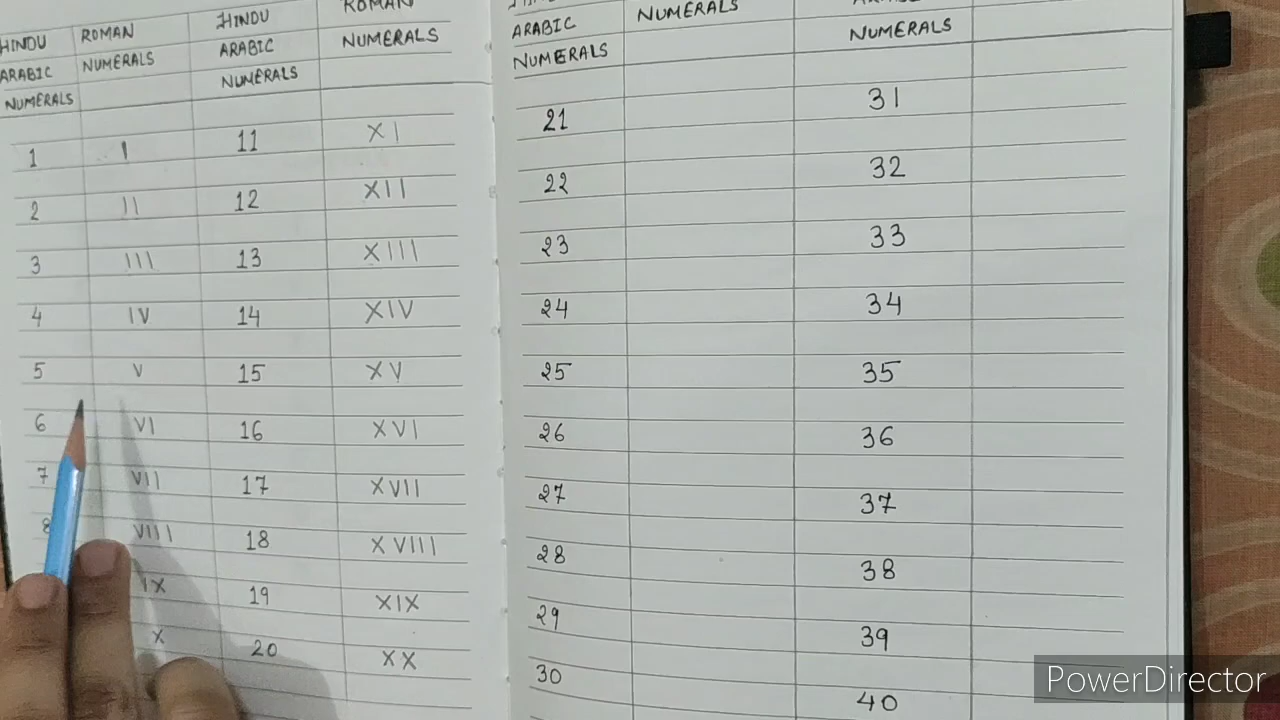 HINDU ROMAN HINDU ROMAN
ARABIC NUMERALS ARABIC NUMERALS
NUMERALS NUMERALS
1 I 11 XI
2 II 12 XII
3 III 13 XIII
4 IV 14 XIV
5 V 15 XV
6 VI 16 XVI
7 VII 17 XVII
8 VIII 18 XVIII
IX 19 XIX
X 20 XX
ARABIC NUMERALS
NUMERALS NUMERALS
21 31
22 32
23 33
24 34
25 35
26 36
27 37
28 38
29 39
30 40
PowerDirector